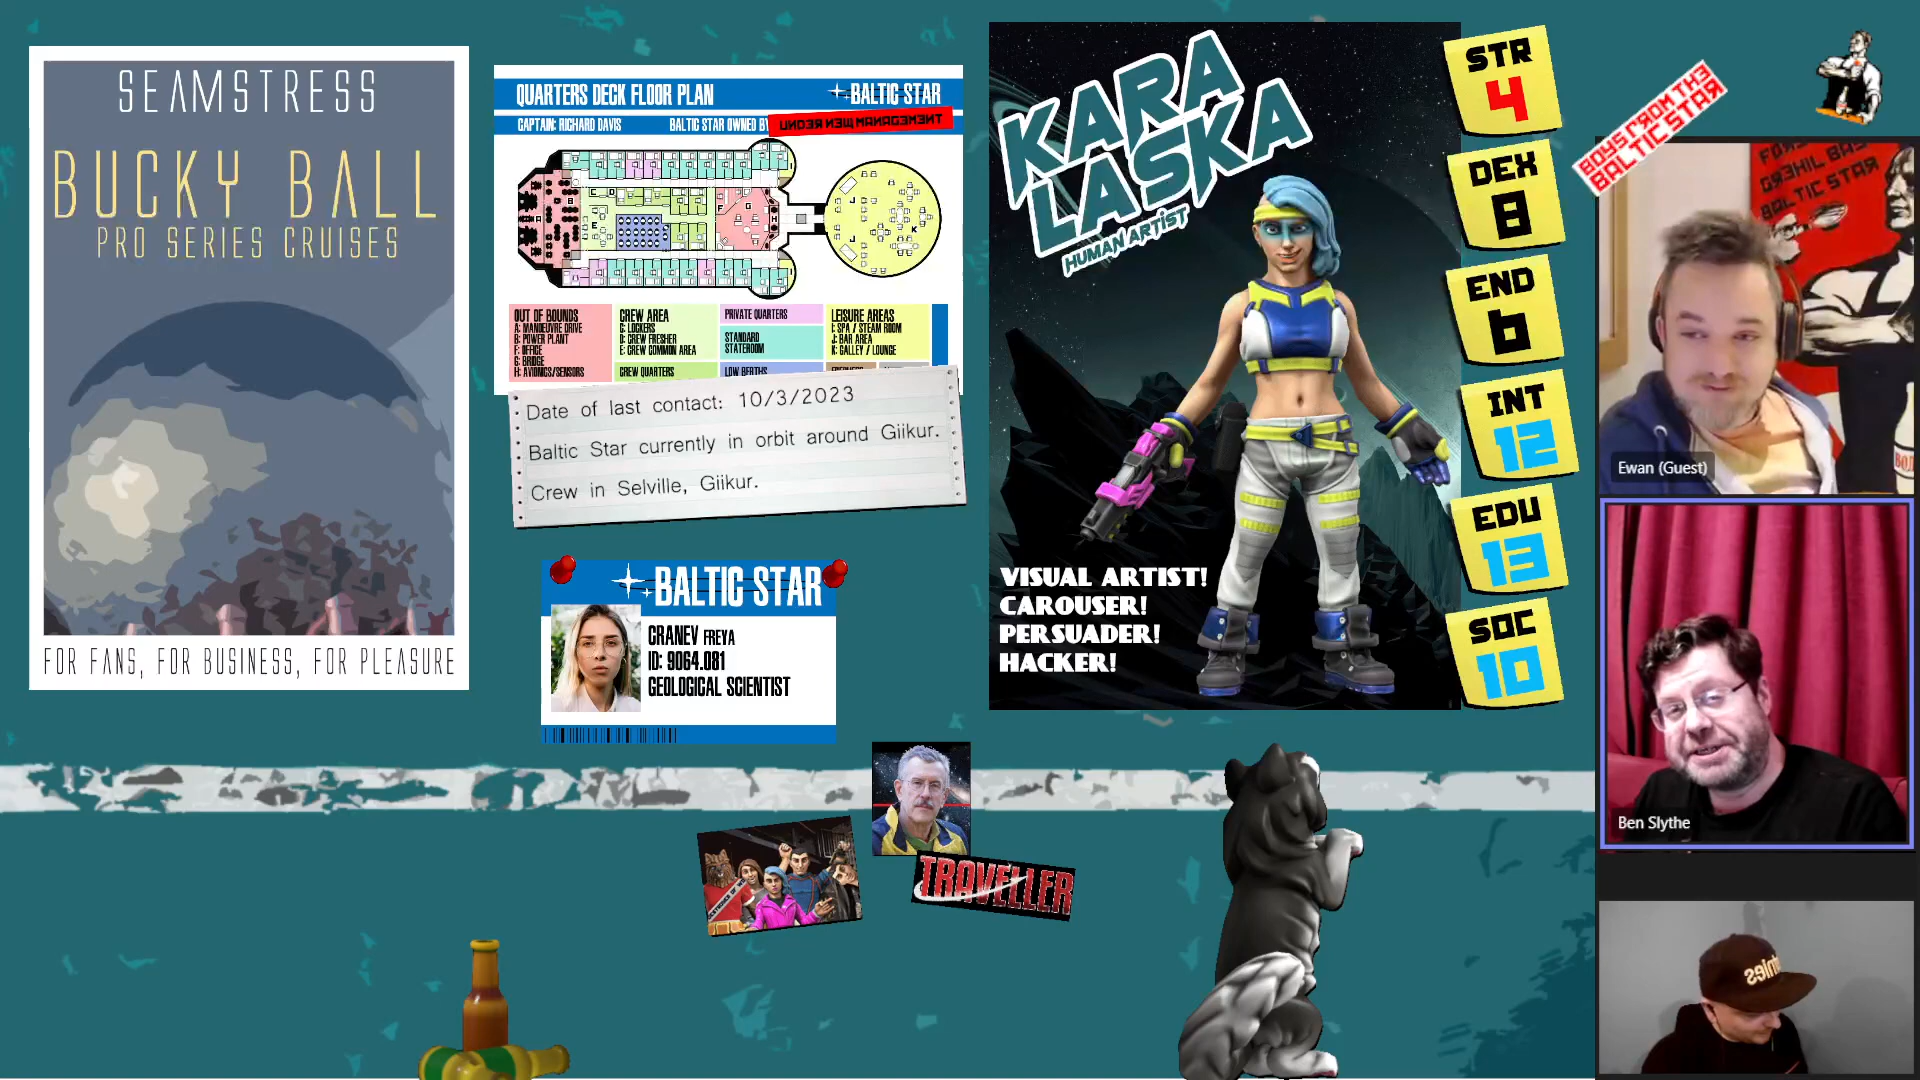 SEAMSTRESS
BUCKY BALL
PRO SERIES CRUISES
FOR FANS, FOR BUSINESS, FOR PLEASURE
QUARTERS DECK FLOOR PLAN
BALTIC STAR
CAPTAIN: RICHARD DAVIS
BALTIC STAR OWNED BY
UNDER NEW MANAGEMENT
OUT OF BOUNDS
A: MANOEUVRE DRIVE
B: POWER PLANT
F: OFFICE
G: BRIDGE
H: AVIONICS/SENSORS
CREW AREA
C: LOCKERS
D: CREW FRESHER
E: CREW COMMON AREA
CREW QUARTERS
PRIVATE QUARTERS
STANDARD
STATEROOM
LOW BERTHS
LEISURE AREAS
I: SPA / STEAM ROOM
J: BAR AREA
K: GALLEY / LOUNGE
Date of last contact: 10/3/2023
Baltic Star currently in orbit around Giikur.
Crew in Selville, Giikur.
BALTIC STAR
CRANEV FREYA
ID: 9064.081
GEOLOGICAL SCIENTIST
TRAVELLER
KARA
LASKA
HUMAN ARTIST
VISUAL ARTIST!
CAROUSER!
PERSUADER!
HACKER!
STR
4
DEX
8
END
6
INT
12
EDU
13
SOC
10
BOYS FROM THE
BALTIC STAR
BALTIC STAR
Ewan (Guest)
Ben Slythe